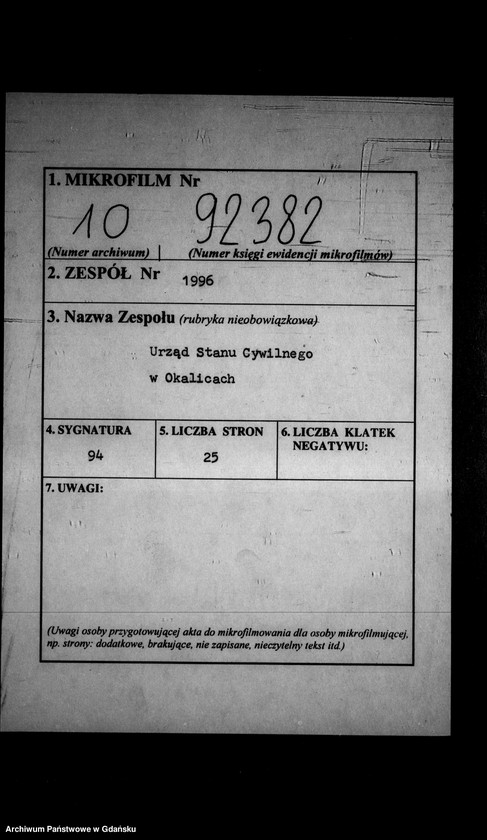 1. MIKROFILM Nr
10 92382
(Numer archiwum) (Numer księgi ewidencji mikrofilmów)
2. ZESPÓŁ Nr 1996
3. Nazwa Zespołu (rubryka nieobowiązkowa)
Urząd Stanu Cywilnego
w Okalicach
4. SYGNATURA 5. LICZBA STRON 6. LICZBA KLATEK
NEGATYWU:
94 25
7. UWAGI:
(Uwagi osoby przygotowującej akta do mikrofilmowania dla osoby mikrofilmującej,
np. strony: dodatkowe, brakujące, nie zapisane, nieczytelny tekst itd.)
Archiwum Państwowe w Gdańsku